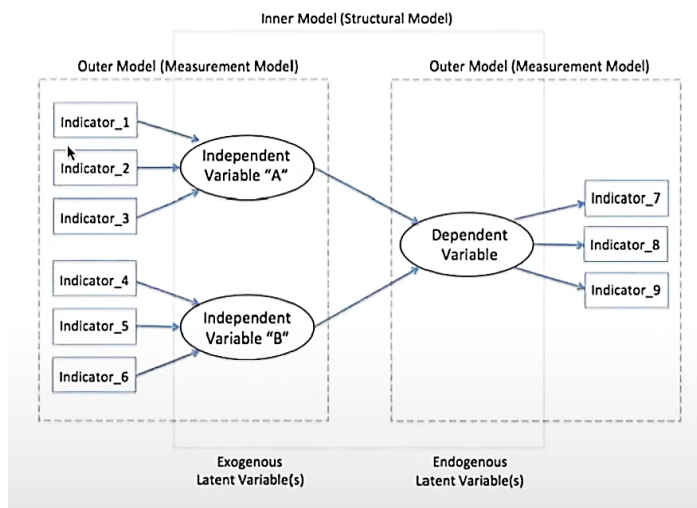 Inner Model (Structural Model)
Outer Model (Measurement Model)
Outer Model (Measurement Model)
Indicator_1
Indicator_2
Indicator_3
Independent
Variable "A"
Indicator_4
Indicator_5
Indicator_6
Independent
Variable "B"
Dependent
Variable
Indicator_7
Indicator_8
Indicator_9
Exogenous
Latent Variable(s)
Endogenous
Latent Variable(s)